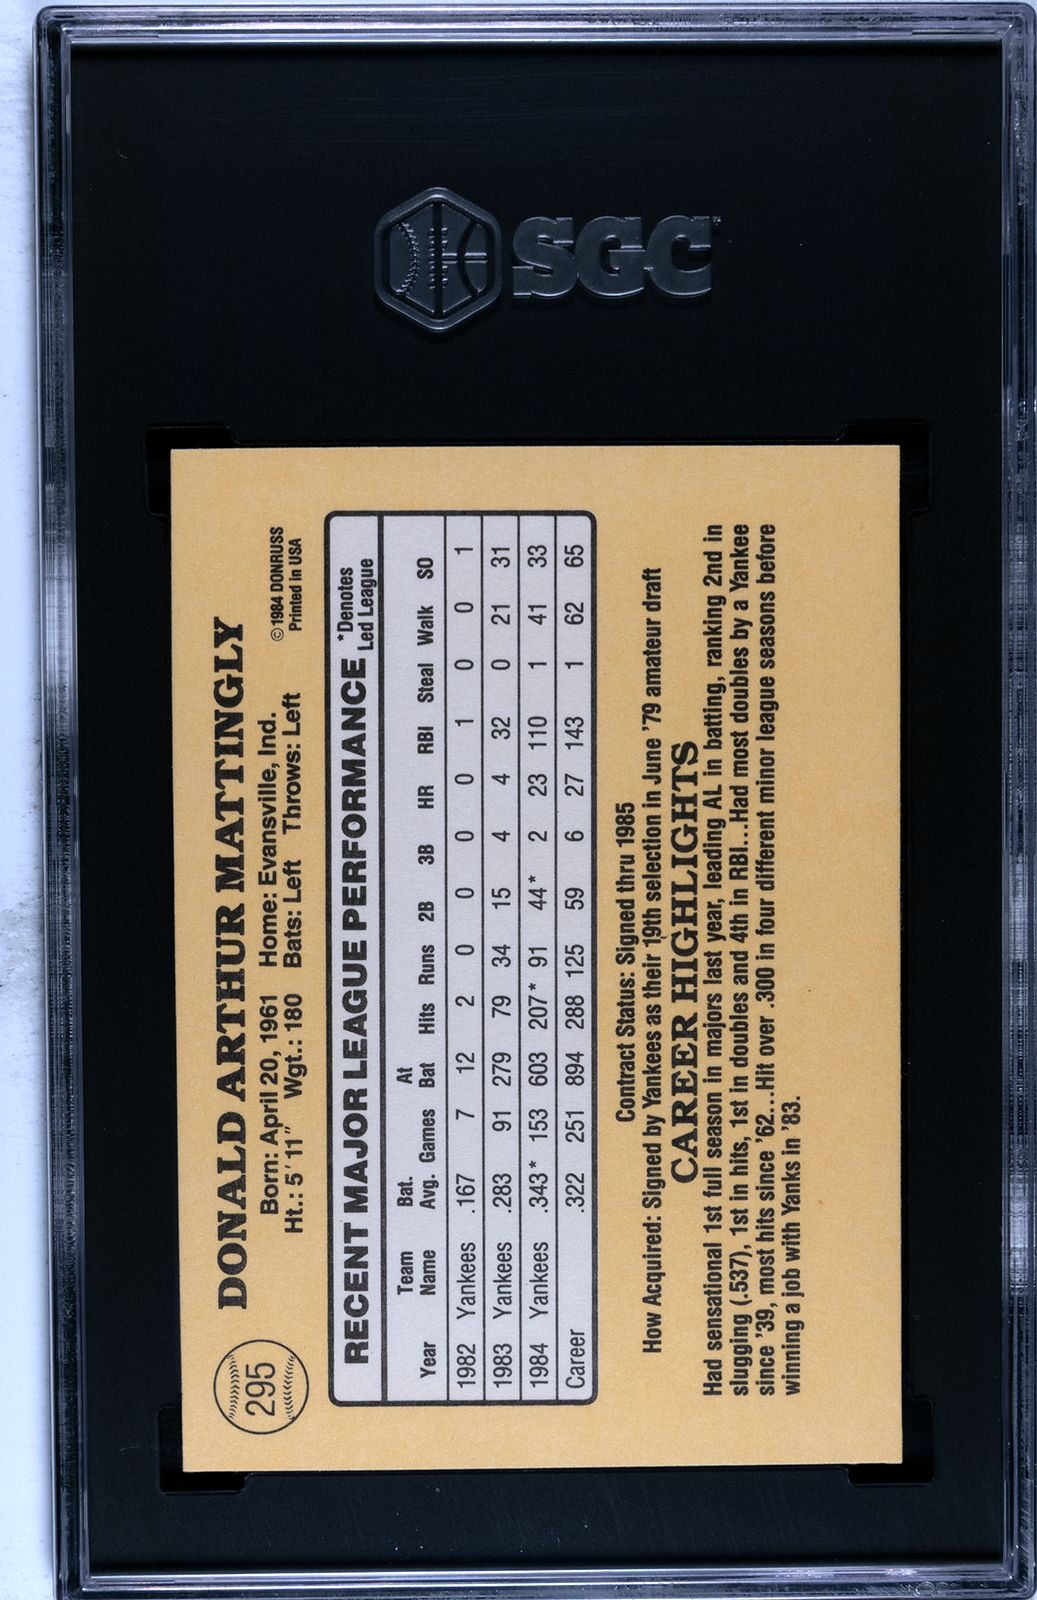 SGC
295
DONALD ARTHUR MATTINGLY
Born: April 20, 1961 Home: Evansville, Ind.
Ht.: 5' 11" Wgt.: 180 Bats: Left Throws: Left
©1984 DONRUSS
Printed in USA
RECENT MAJOR LEAGUE PERFORMANCE *Denotes Led League
Year Team Name Bat. Avg. Games At Bat Hits Runs 2B 3B HR RBI Steal Walk SO
1982 Yankees .167 7 12 2 0 0 0 0 1 0 0 1
1983 Yankees .283 91 279 79 34 15 4 4 32 0 21 31
1984 Yankees .343* 153 603 207* 91 44* 2 23 110 1 41 33
Career .322 251 894 288 125 59 6 27 143 1 62 65
Contract Status: Signed thru 1985
How Acquired: Signed by Yankees as their 19th selection in June '79 amateur draft
CAREER HIGHLIGHTS
Had sensational 1st full season in majors last year, leading AL in batting, ranking 2nd in
slugging (.537), 1st in hits, 1st in doubles and 4th in RBI...Had most doubles by a Yankee
since '39, most hits since '62...Hit over .300 in four different minor league seasons before
winning a job with Yanks in '83.